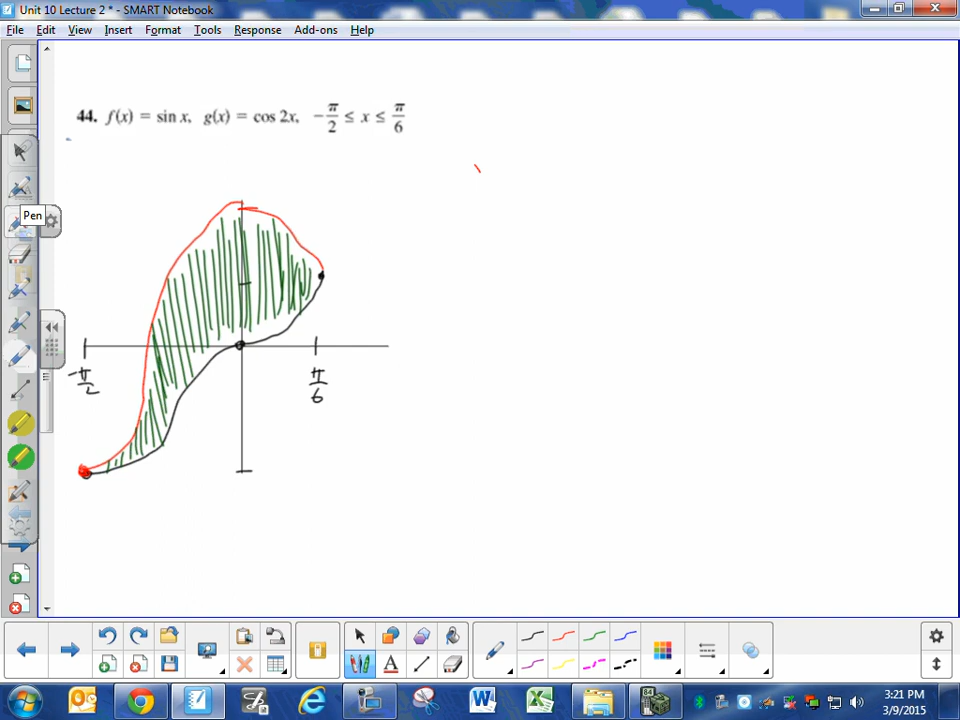 Unit 10 Lecture 2 * - SMART Notebook
File Edit View Insert Format Tools Response Add-ons Help
44. f(x) = sin x, g(x) = cos 2x, -π/2 ≤ x ≤ π/6
Pen
-π/2
π/6
A
84
W
3:21 PM
3/9/2015